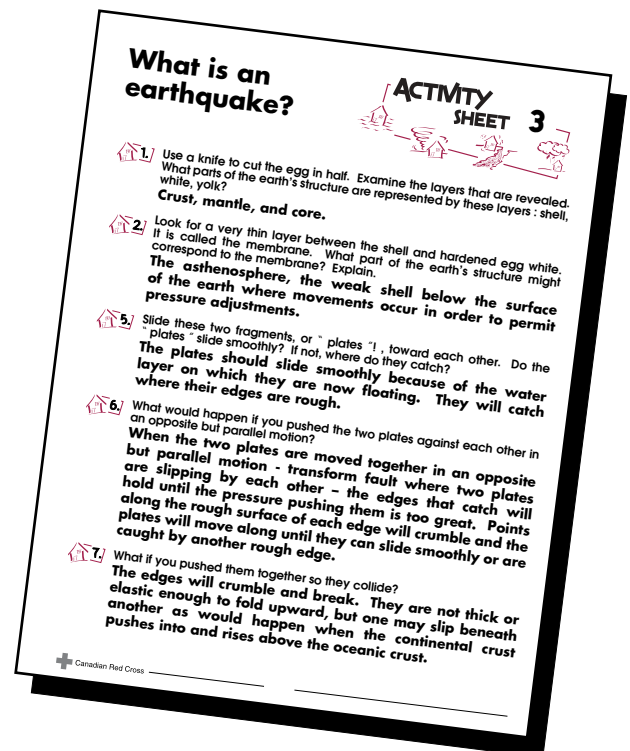 What is an
earthquake?
ACTIVITY
SHEET 3
1. Use a knife to cut the egg in half. Examine the layers that are revealed.
What parts of the earth's structure are represented by these layers : shell,
white, yolk?
Crust, mantle, and core.
2. Look for a very thin layer between the shell and hardened egg white.
It is called the membrane. What part of the earth's structure might
correspond to the membrane? Explain.
The asthenosphere, the weak shell below the surface
of the earth where movements occur in order to permit
pressure adjustments.
5. Slide these two fragments, or " plates "! , toward each other. Do the
" plates " slide smoothly? If not, where do they catch?
The plates should slide smoothly because of the water
layer on which they are now floating. They will catch
where their edges are rough.
6. What would happen if you pushed the two plates against each other in
an opposite but parallel motion?
When the two plates are moved together in an opposite
but parallel motion - transform fault where two plates
are slipping by each other – the edges that catch will
hold until the pressure pushing them is too great. Points
along the rough surface of each edge will crumble and the
plates will move along until they can slide smoothly or are
caught by another rough edge.
7. What if you pushed them together so they collide?
The edges will crumble and break. They are not thick or
elastic enough to fold upward, but one may slip beneath
another as would happen when the continental crust
pushes into and rises above the oceanic crust.
Canadian Red Cross